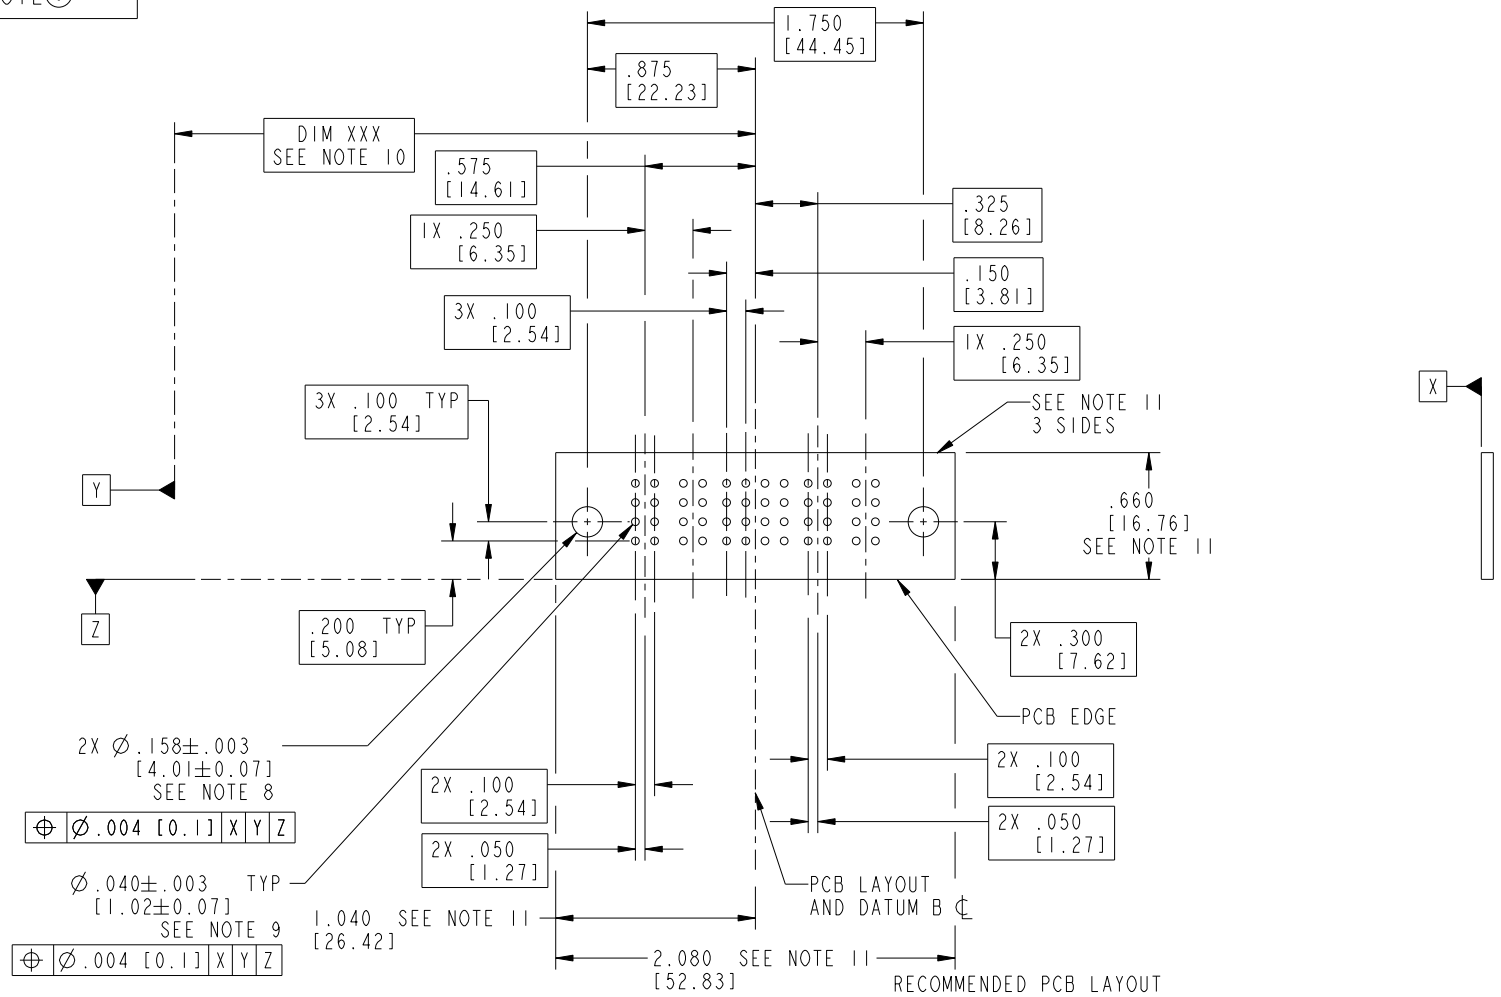 1.750
[44.45]
.875
[22.23]
DIM XXX
SEE NOTE 10
.575
[14.61]
.325
[8.26]
1X .250
[6.35]
.150
[3.81]
3X .100
[2.54]
1X .250
[6.35]
3X .100 TYP
[2.54]
SEE NOTE 11
3 SIDES
X
Y
.660
[16.76]
SEE NOTE 11
Z
.200 TYP
[5.08]
2X .300
[7.62]
PCB EDGE
2X Ø.158±.003
[4.01±0.07]
SEE NOTE 8
⌖ Ø.004 [0.1] X Y Z
2X .100
[2.54]
2X .100
[2.54]
2X .050
[1.27]
2X .050
[1.27]
Ø.040±.003 TYP
[1.02±0.07]
SEE NOTE 9
⌖ Ø.004 [0.1] X Y Z
PCB LAYOUT
AND DATUM B ℄
1.040 SEE NOTE 11
[26.42]
2.080 SEE NOTE 11
[52.83]
RECOMMENDED PCB LAYOUT